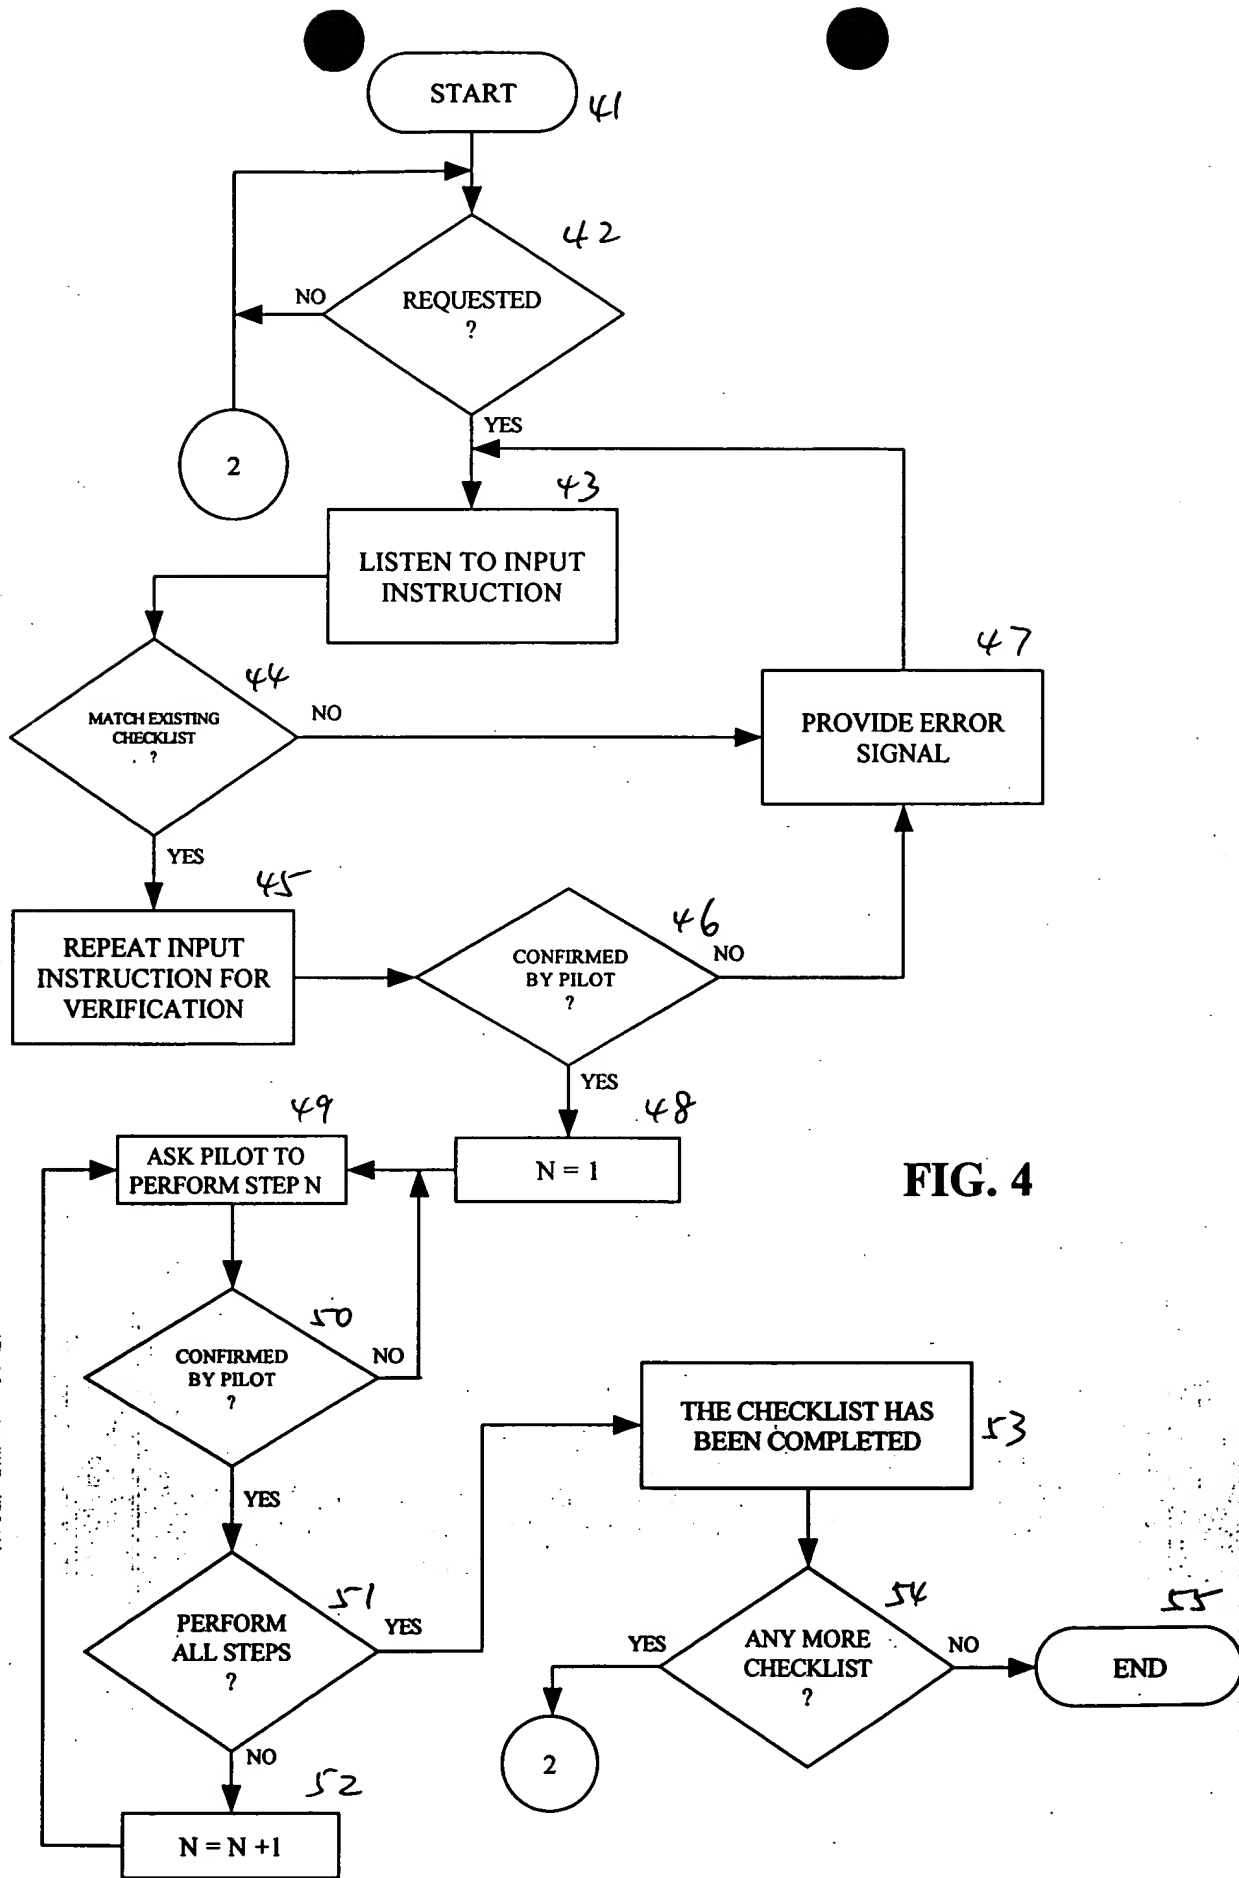 START
41
42
NO
REQUESTED
?
YES
2
43
LISTEN TO INPUT
INSTRUCTION
47
44
MATCH EXISTING
CHECKLIST
?
NO
PROVIDE ERROR
SIGNAL
YES
45
46
REPEAT INPUT
INSTRUCTION FOR
VERIFICATION
CONFIRMED
BY PILOT
?
NO
YES
49
48
ASK PILOT TO
PERFORM STEP N
N = 1
FIG. 4
50
CONFIRMED
BY PILOT
?
NO
THE CHECKLIST HAS
BEEN COMPLETED
53
YES
51
PERFORM
ALL STEPS
?
YES
54
55
YES
ANY MORE
CHECKLIST
?
NO
END
NO
2
52
N = N +1